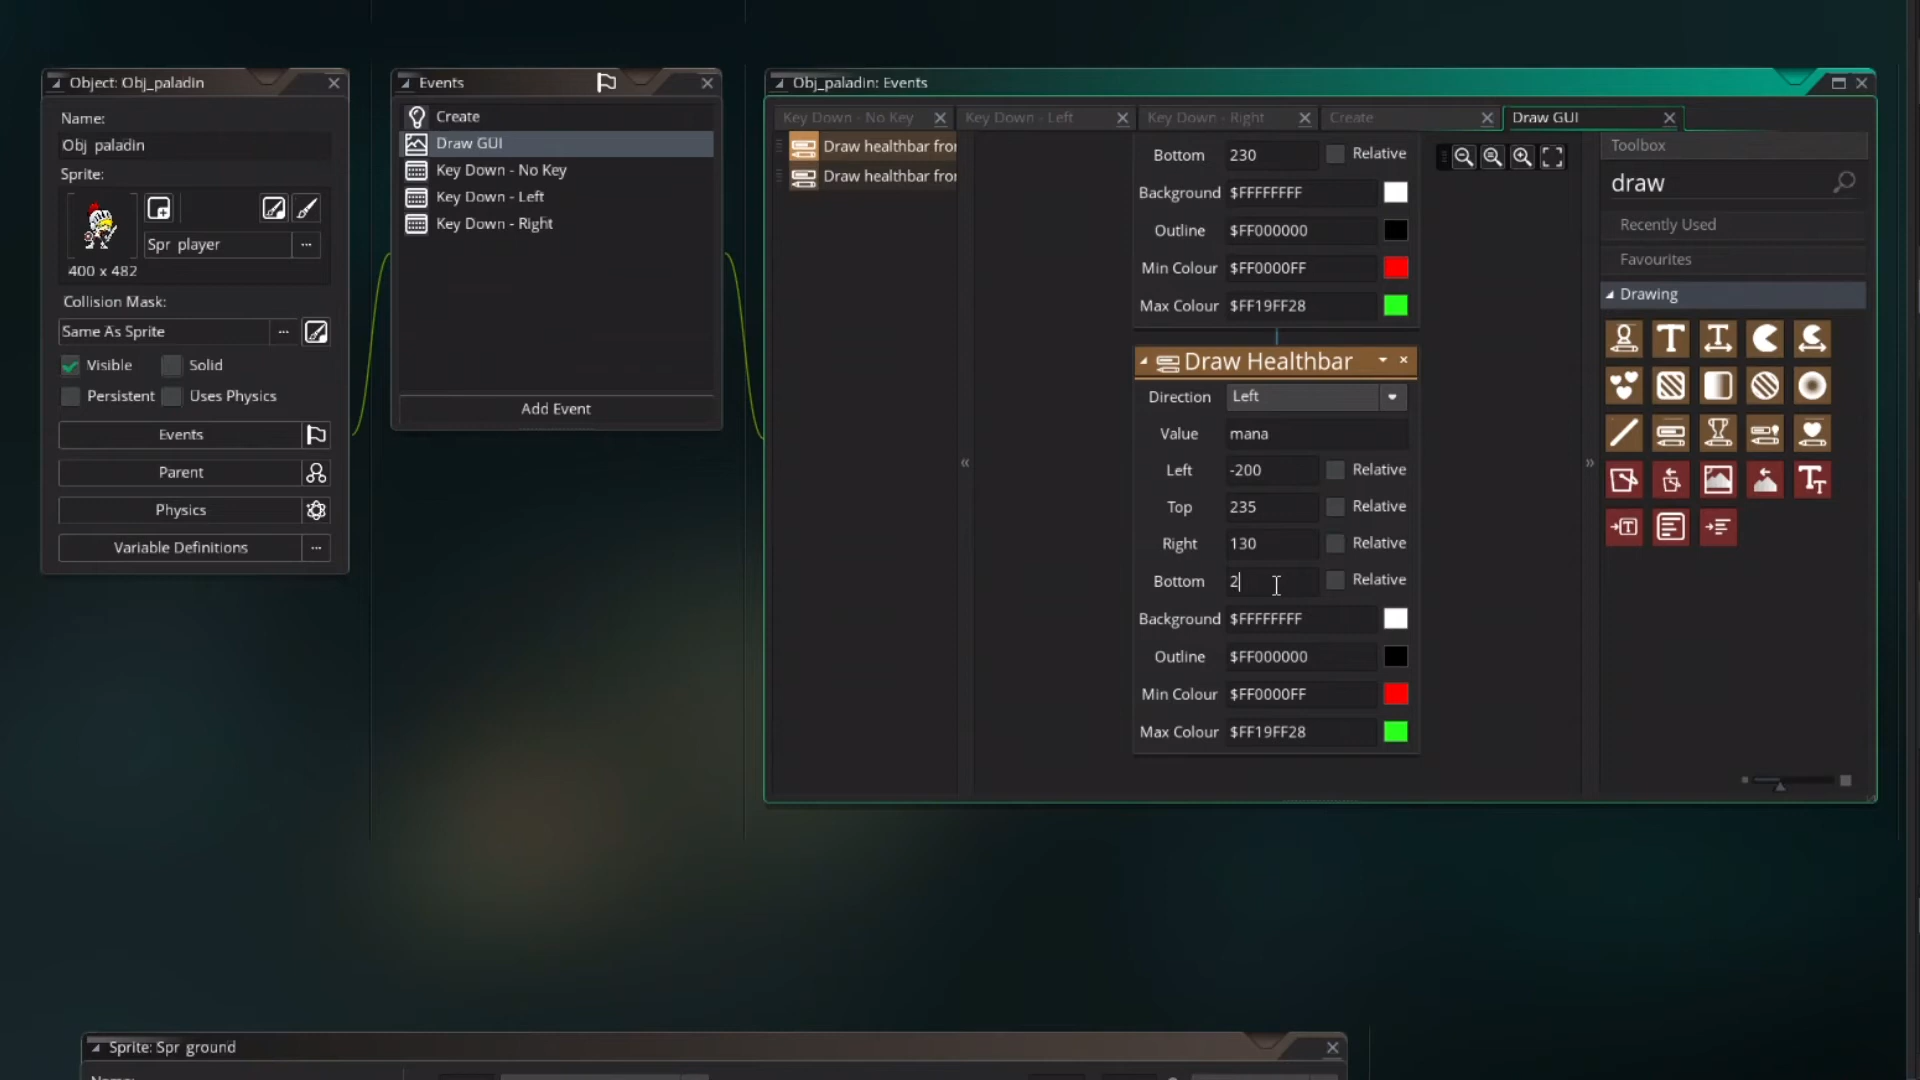 Object: Obj_paladin
Name:
Obj paladin
Sprite:
Spr player
...
400 x 482
Collision Mask:
Same As Sprite
...
Visible
Solid
Persistent
Uses Physics
Events
Parent
Physics
Variable Definitions
...
Events
Create
Draw GUI
Key Down - No Key
Key Down - Left
Key Down - Right
Add Event
Obj_paladin: Events
Key Down - No Key
Key Down - Left
Key Down - Right
Create
Draw GUI
Draw healthbar fro
Draw healthbar fro
Bottom 230 Relative
Background $FFFFFFFF
Outline $FF000000
Min Colour $FF0000FF
Max Colour $FF19FF28
Draw Healthbar
Direction Left
Value mana
Left -200 Relative
Top 235 Relative
Right 130 Relative
Bottom 2 Relative
Background $FFFFFFFF
Outline $FF000000
Min Colour $FF0000FF
Max Colour $FF19FF28
Toolbox
draw
Recently Used
Favourites
Drawing
Sprite: Spr ground